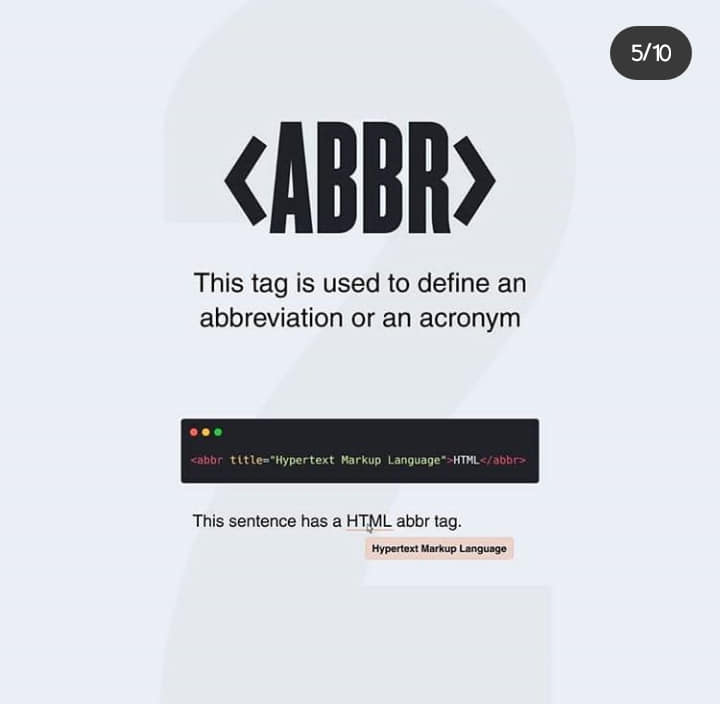 5/10
2
<ABBR>
This tag is used to define an
abbreviation or an acronym
<abbr title="Hypertext Markup Language">HTML</abbr>
This sentence has a HTML abbr tag.
Hypertext Markup Language